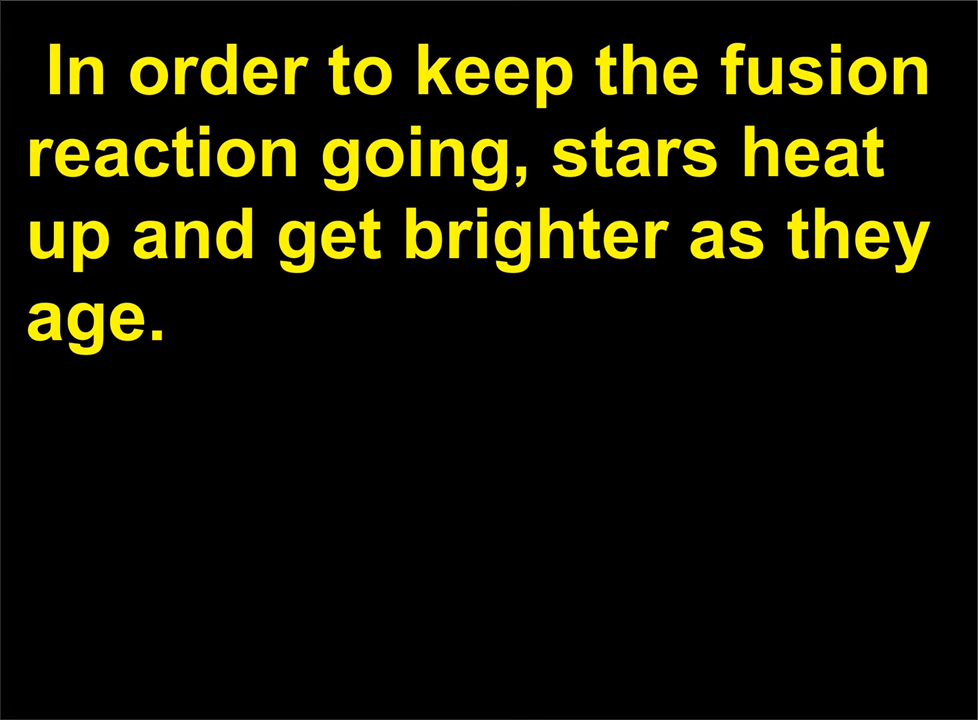 In order to keep the fusion
reaction going, stars heat
up and get brighter as they
age.